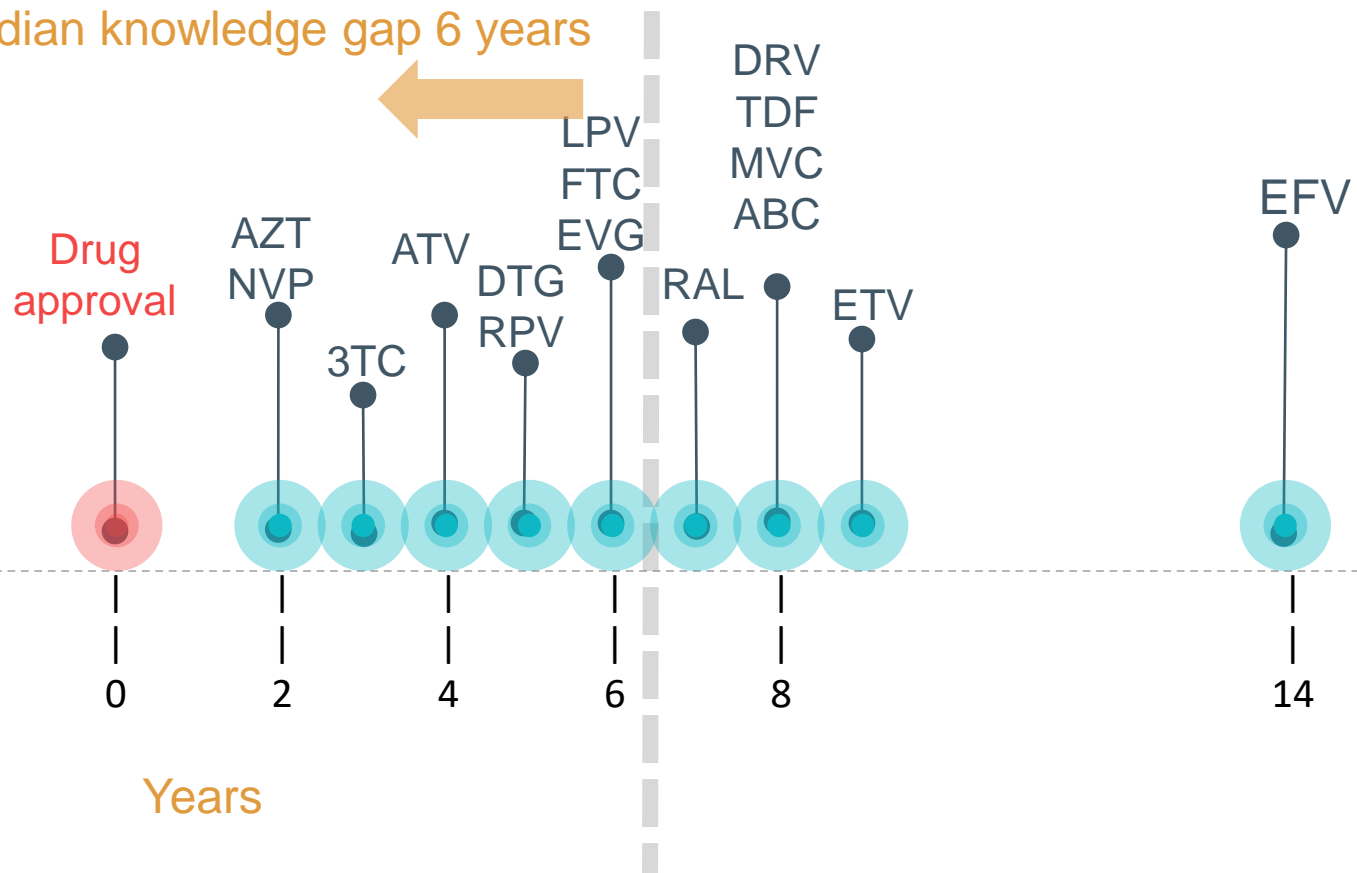 dian knowledge gap 6 years
DRV
TDF
MVC
ABC
LPV
FTC
EVG
EFV
Drug
approval
AZT
NVP
3TC
ATV
DTG
RPV
RAL
ETV
0
2
4
6
8
14
Years